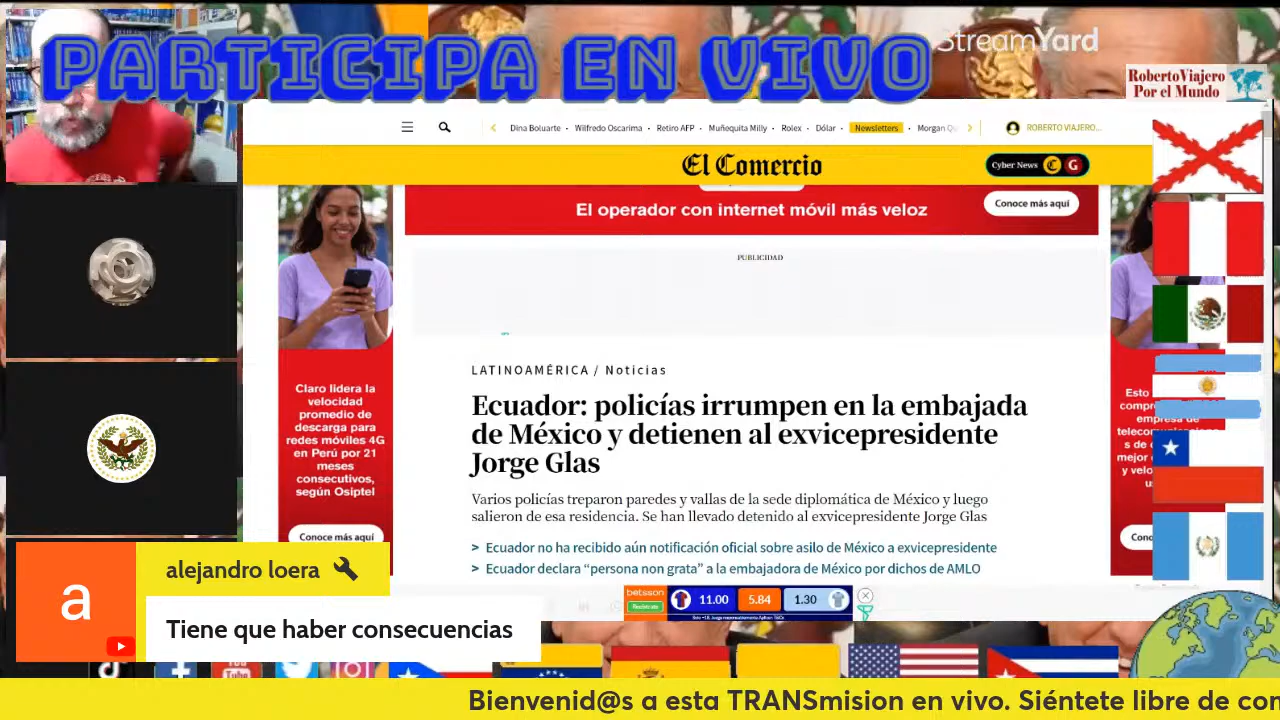 PARTICIPA EN VIVO
StreamYard
RobertoViajero
Por el Mundo
Dina Boluarte • Wilfredo Oscarima • Retiro AFP • Muñequita Milly • Rolex • Dólar • Newsletters • Morgan
ROBERTO VIAJERO...
El Comercio
Cyber News
C
G
El operador con internet móvil más veloz
Conoce más aquí
PUBLICIDAD
LATINOAMÉRICA / Noticias
Ecuador: policías irrumpen en la embajada
de México y detienen al exvicepresidente
Jorge Glas
Varios policías treparon paredes y vallas de la sede diplomática de México y luego
salieron de esa residencia. Se han llevado detenido al exvicepresidente Jorge Glas
> Ecuador no ha recibido aún notificación oficial sobre asilo de México a exvicepresidente
> Ecuador declara “persona non grata” a la embajadora de México por dichos de AMLO
Claro lidera la
velocidad
promedio de
descarga para
redes móviles 4G
en Perú por 21
meses
consecutivos,
según Osiptel
Conoce más aquí
betsson
Regístrate
11.00
5.84
1.30
a
alejandro loera
Tiene que haber consecuencias
You
Tube
Bienvenid@s a esta TRANSmision en vivo. Siéntete libre de con